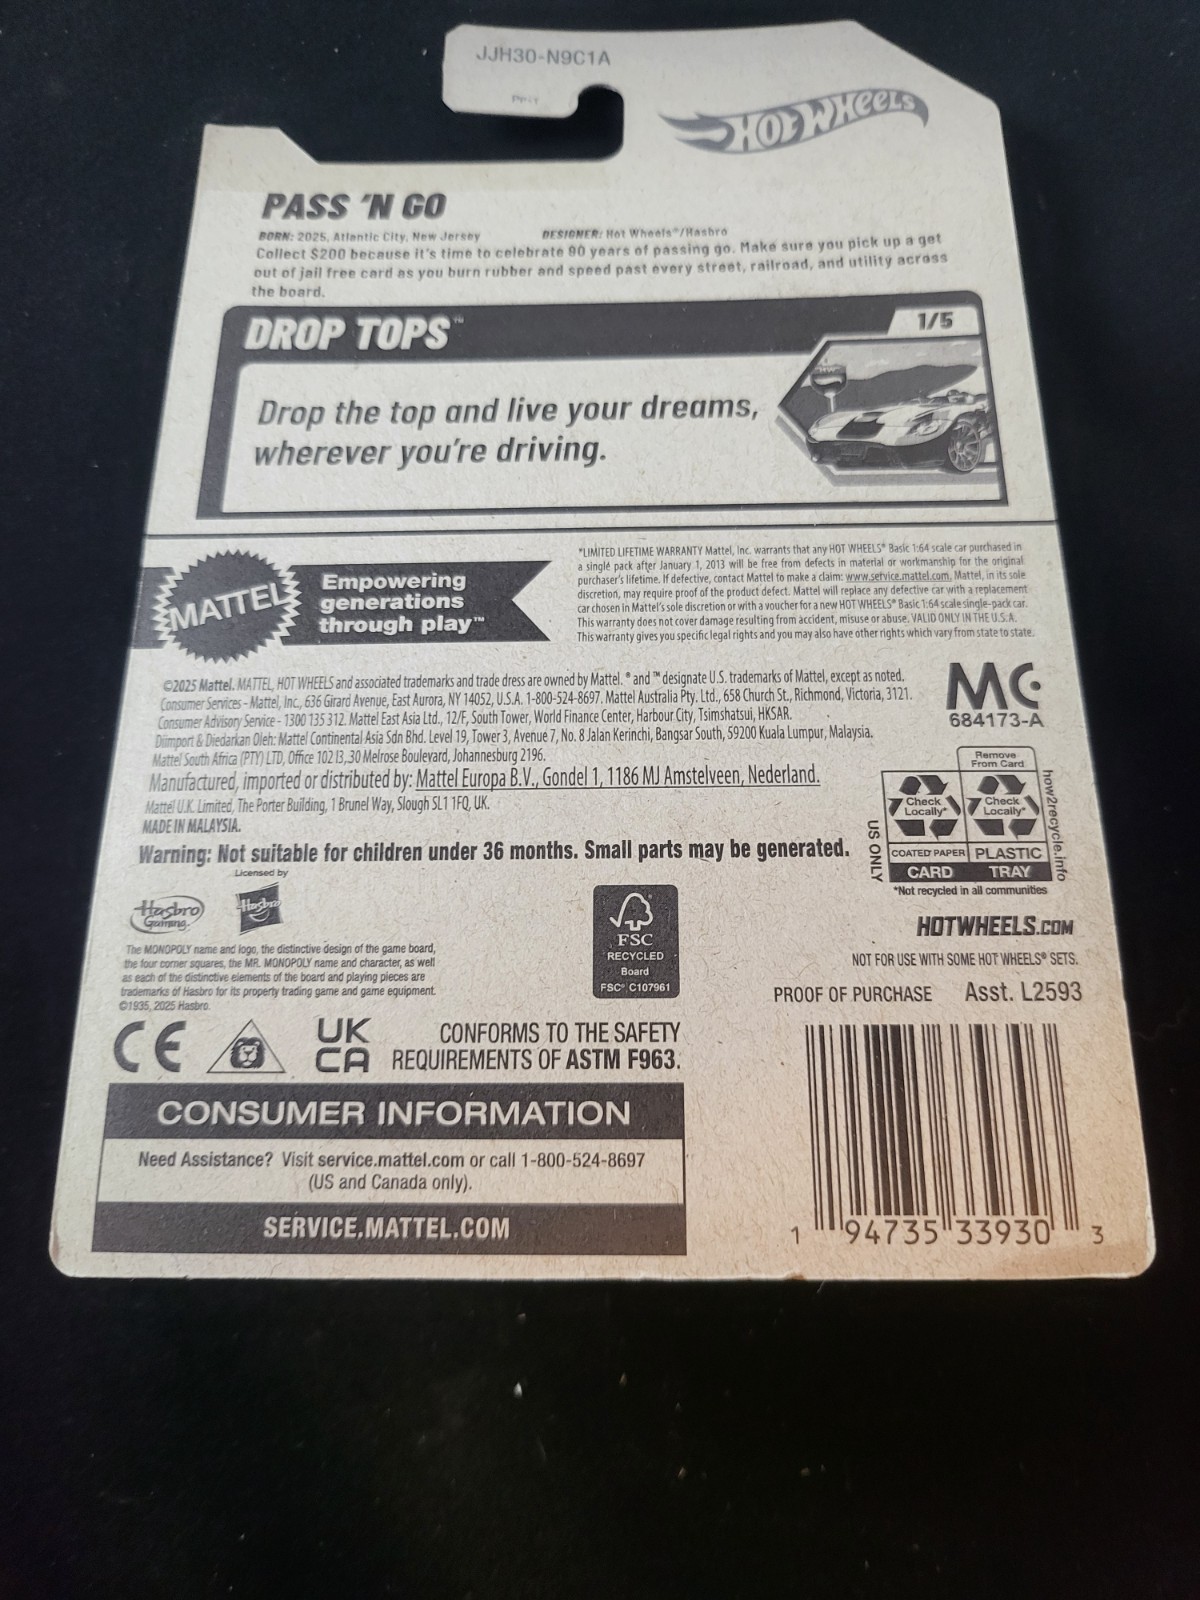 JJH30-N9C1A
HOT WHEELS
PASS 'N GO
BORN: 2025, Atlantic City, New Jersey DESIGNER: Hot Wheels®/Hasbro
Collect $200 because it's time to celebrate 90 years of passing go. Make sure you pick up a get
out of jail free card as you burn rubber and speed past every street, railroad, and utility across
the board.
DROP TOPS™
1/5
Drop the top and live your dreams,
wherever you're driving.
MATTEL
Empowering
generations
through play™
*LIMITED LIFETIME WARRANTY Mattel, Inc. warrants that any HOT WHEELS® Basic 1:64 scale car purchased in
a single pack after January 1, 2013 will be free from defects in material or workmanship for the original
purchaser's lifetime. If defective, contact Mattel to make a claim: www.service.mattel.com. Mattel, in its sole
discretion, may require proof of the product defect. Mattel will replace any defective car with a replacement
car chosen in Mattel's sole discretion or with a voucher for a new HOT WHEELS® Basic 1:64 scale single-pack car.
This warranty does not cover damage resulting from accident, misuse or abuse. VALID ONLY IN THE U.S.A.
This warranty gives you specific legal rights and you may also have other rights which vary from state to state.
©2025 Mattel. MATTEL, HOT WHEELS and associated trademarks and trade dress are owned by Mattel. ® and ™ designate U.S. trademarks of Mattel, except as noted.
Consumer Services - Mattel, Inc., 636 Girard Avenue, East Aurora, NY 14052, U.S.A. 1-800-524-8697. Mattel Australia Pty. Ltd., 658 Church St., Richmond, Victoria, 3121.
Consumer Advisory Service - 1300 135 312. Mattel East Asia Ltd., 12/F, South Tower, World Finance Center, Harbour City, Tsimshatsui, HKSAR.
Diimport & Diedarkan Oleh: Mattel Continental Asia Sdn Bhd. Level 19, Tower 3, Avenue 7, No. 8 Jalan Kerinchi, Bangsar South, 59200 Kuala Lumpur, Malaysia.
Mattel South Africa (PTY) LTD, Office 102 I3, 30 Melrose Boulevard, Johannesburg 2196.
Manufactured, imported or distributed by: Mattel Europa B.V., Gondel 1, 1186 MJ Amstelveen, Nederland.
Mattel U.K. Limited, The Porter Building, 1 Brunel Way, Slough SL1 1FQ, UK.
MADE IN MALAYSIA.
MC
684173-A
Remove
From Card
Check
Locally*
Check
Locally*
COATED PAPER
PLASTIC
CARD
TRAY
US ONLY
how2recycle.info
*Not recycled in all communities
Warning: Not suitable for children under 36 months. Small parts may be generated.
Licensed by
Hasbro
Gaming
Hasbro
The MONOPOLY name and logo, the distinctive design of the game board,
the four corner squares, the MR. MONOPOLY name and character, as well
as each of the distinctive elements of the board and playing pieces are
trademarks of Hasbro for its property trading game and game equipment.
©1935, 2025 Hasbro.
FSC
RECYCLED
Board
FSC® C107961
HOTWHEELS.COM
NOT FOR USE WITH SOME HOT WHEELS® SETS.
PROOF OF PURCHASE Asst. L2593
CE
UK
CA
CONFORMS TO THE SAFETY
REQUIREMENTS OF ASTM F963.
CONSUMER INFORMATION
Need Assistance? Visit service.mattel.com or call 1-800-524-8697
(US and Canada only).
SERVICE.MATTEL.COM
1 94735 33930 3